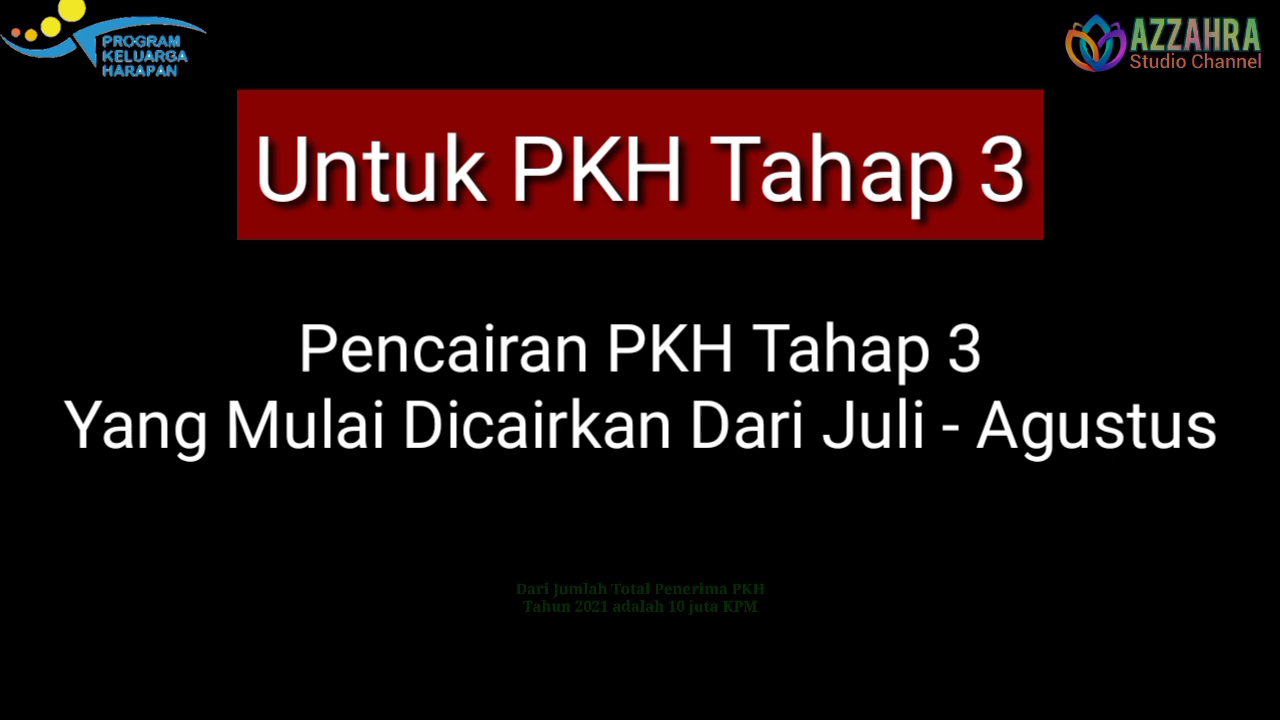 PROGRAM
KELUARGA
HARAPAN
AZZAHRA
Studio Channel
Untuk PKH Tahap 3
Pencairan PKH Tahap 3
Yang Mulai Dicairkan Dari Juli - Agustus
Dari Jumlah Total Penerima PKH
Tahun 2021 adalah 10 juta KPM